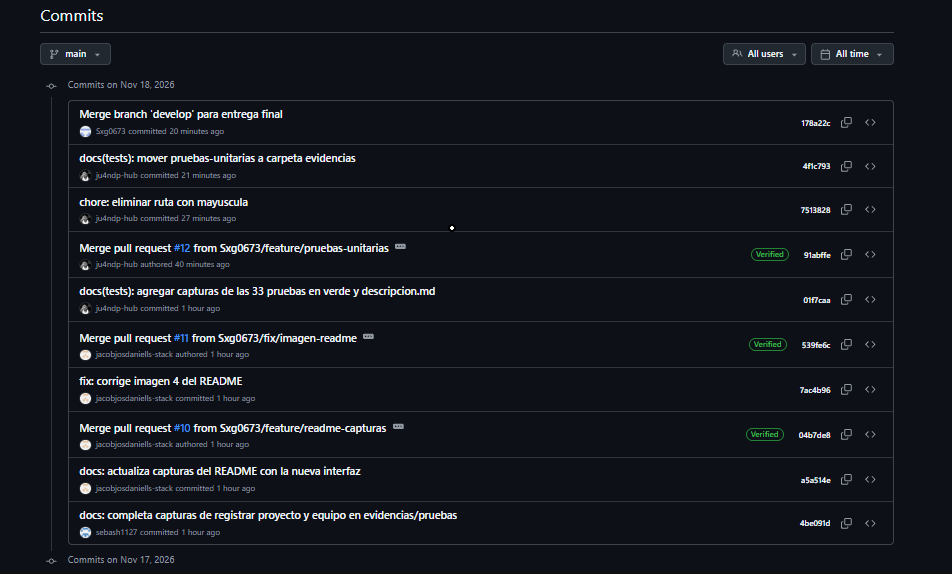 Commits
main
All users
All time
Commits on Nov 18, 2026
Merge branch 'develop' para entrega final
Sxg0673 committed 20 minutes ago
178a22c
docs(tests): mover pruebas-unitarias a carpeta evidencias
ju4ndp-hub committed 21 minutes ago
4f1c793
chore: eliminar ruta con mayuscula
ju4ndp-hub committed 27 minutes ago
7513828
Merge pull request #12 from Sxg0673/feature/pruebas-unitarias
ju4ndp-hub authored 40 minutes ago
Verified
91abffe
docs(tests): agregar capturas de las 33 pruebas en verde y descripcion.md
ju4ndp-hub committed 1 hour ago
01f7caa
Merge pull request #11 from Sxg0673/fix/imagen-readme
jacobjosdaniells-stack authored 1 hour ago
Verified
539fe6c
fix: corrige imagen 4 del README
jacobjosdaniells-stack committed 1 hour ago
7ac4b96
Merge pull request #10 from Sxg0673/feature/readme-capturas
jacobjosdaniells-stack authored 1 hour ago
Verified
04b7de8
docs: actualiza capturas del README con la nueva interfaz
jacobjosdaniells-stack committed 1 hour ago
a5a514e
docs: completa capturas de registrar proyecto y equipo en evidencias/pruebas
sebash1127 committed 1 hour ago
4be091d
Commits on Nov 17, 2026